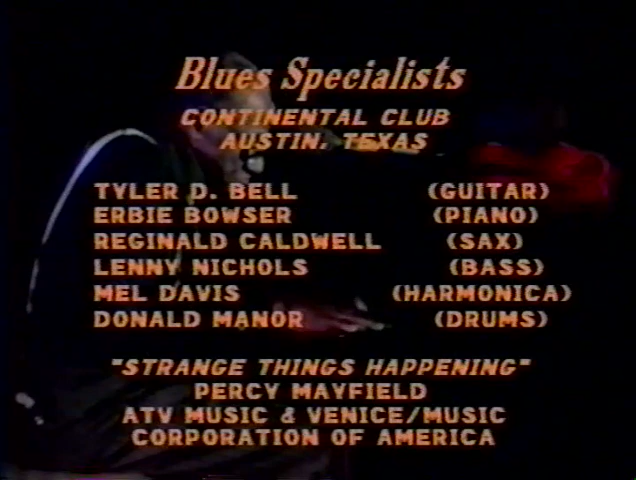 Blues Specialists
CONTINENTAL CLUB
AUSTIN, TEXAS
TYLER D. BELL (GUITAR)
ERBIE BOWSER (PIANO)
REGINALD CALDWELL (SAX)
LENNY NICHOLS (BASS)
MEL DAVIS (HARMONICA)
DONALD MANOR (DRUMS)
"STRANGE THINGS HAPPENING"
PERCY MAYFIELD
ATV MUSIC & VENICE/MUSIC
CORPORATION OF AMERICA